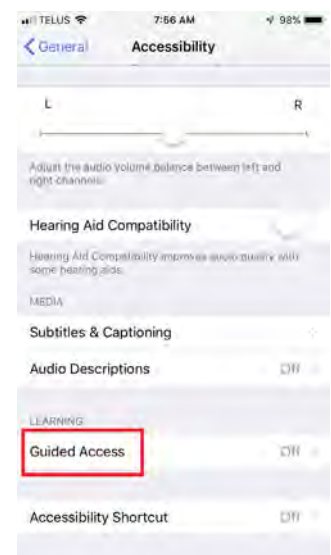 TELUS 7:56 AM 98%
General Accessibility
L R
Adjust the audio volume balance between left and
right channels.
Hearing Aid Compatibility
Hearing Aid Compatibility improves audio quality with
some hearing aids.
MEDIA
Subtitles & Captioning
Audio Descriptions Off
LEARNING
Guided Access Off
Accessibility Shortcut Off